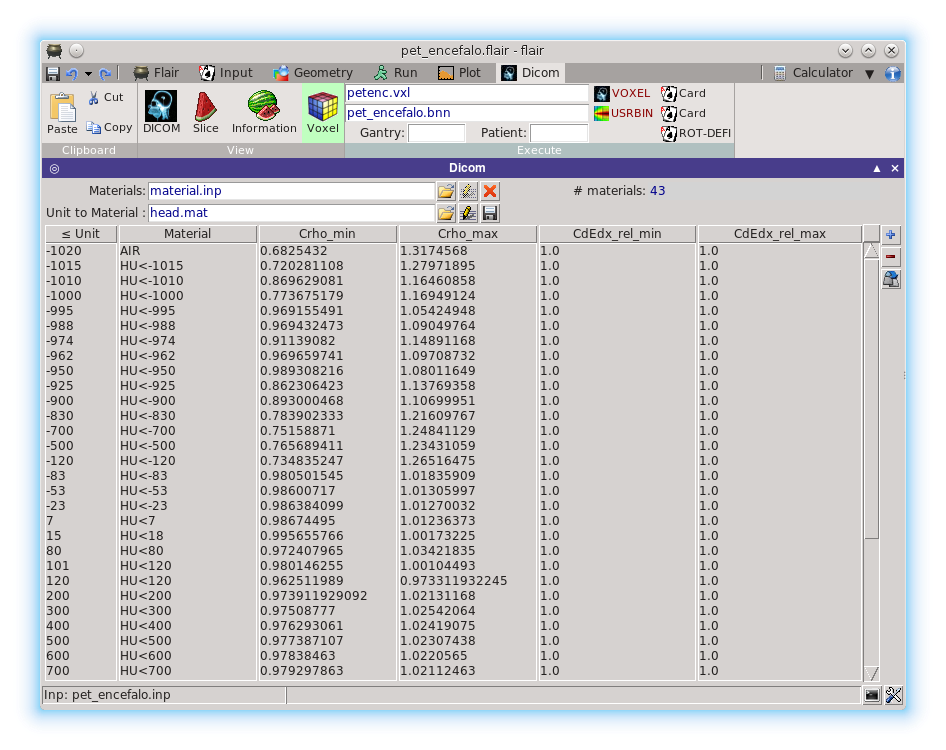 pet_encefalo.flair - flair
Flair Input Geometry Run Plot Dicom Calculator
Paste Cut Copy DICOM Slice Information Voxel petenc.vxl VOXEL Card
pet_encefalo.bnn USRBIN Card
Gantry: Patient: ROT-DEFI
Clipboard View Execute
Dicom
Materials: material.inp # materials: 43
Unit to Material : head.mat
≤ Unit Material Crho_min Crho_max CdEdx_rel_min CdEdx_rel_max
-1020 AIR 0.6825432 1.3174568 1.0 1.0
-1015 HU<-1015 0.720281108 1.27971895 1.0 1.0
-1010 HU<-1010 0.869629081 1.16460858 1.0 1.0
-1000 HU<-1000 0.773675179 1.16949124 1.0 1.0
-995 HU<-995 0.969155491 1.05424948 1.0 1.0
-988 HU<-988 0.969432473 1.09049764 1.0 1.0
-974 HU<-974 0.91139082 1.14891168 1.0 1.0
-962 HU<-962 0.969659741 1.09708732 1.0 1.0
-950 HU<-950 0.989308216 1.08011649 1.0 1.0
-925 HU<-925 0.862306423 1.13769358 1.0 1.0
-900 HU<-900 0.893000468 1.10699951 1.0 1.0
-830 HU<-830 0.783902333 1.21609767 1.0 1.0
-700 HU<-700 0.75158871 1.24841129 1.0 1.0
-500 HU<-500 0.765689411 1.23431059 1.0 1.0
-120 HU<-120 0.734835247 1.26516475 1.0 1.0
-83 HU<-83 0.980501545 1.01835909 1.0 1.0
-53 HU<-53 0.98600717 1.01305997 1.0 1.0
-23 HU<-23 0.986384099 1.01270032 1.0 1.0
7 HU<7 0.98674495 1.01236373 1.0 1.0
15 HU<18 0.995655766 1.00173225 1.0 1.0
80 HU<80 0.972407965 1.03421835 1.0 1.0
101 HU<120 0.980146255 1.00104493 1.0 1.0
120 HU<120 0.962511989 0.973311932245 1.0 1.0
200 HU<200 0.973911929092 1.02131168 1.0 1.0
300 HU<300 0.97508777 1.02542064 1.0 1.0
400 HU<400 0.976293061 1.02419075 1.0 1.0
500 HU<500 0.977387107 1.02307438 1.0 1.0
600 HU<600 0.97838463 1.0220565 1.0 1.0
700 HU<700 0.979297863 1.02112463 1.0 1.0
Inp: pet_encefalo.inp